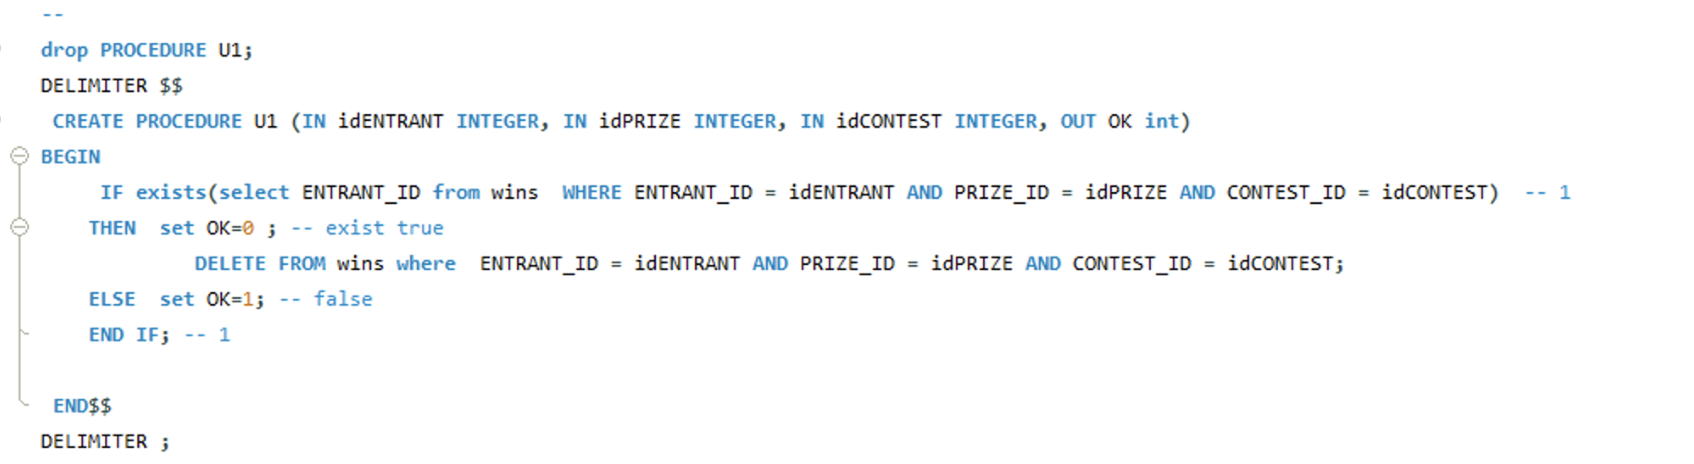 --
drop PROCEDURE U1;
DELIMITER $$
CREATE PROCEDURE U1 (IN idENTRANT INTEGER, IN idPRIZE INTEGER, IN idCONTEST INTEGER, OUT OK int)
BEGIN
IF exists(select ENTRANT_ID from wins  WHERE ENTRANT_ID = idENTRANT AND PRIZE_ID = idPRIZE AND CONTEST_ID = idCONTEST)  -- 1
THEN  set OK=0 ; -- exist true
DELETE FROM wins where  ENTRANT_ID = idENTRANT AND PRIZE_ID = idPRIZE AND CONTEST_ID = idCONTEST;
ELSE  set OK=1; -- false
END IF; -- 1
END$$
DELIMITER ;